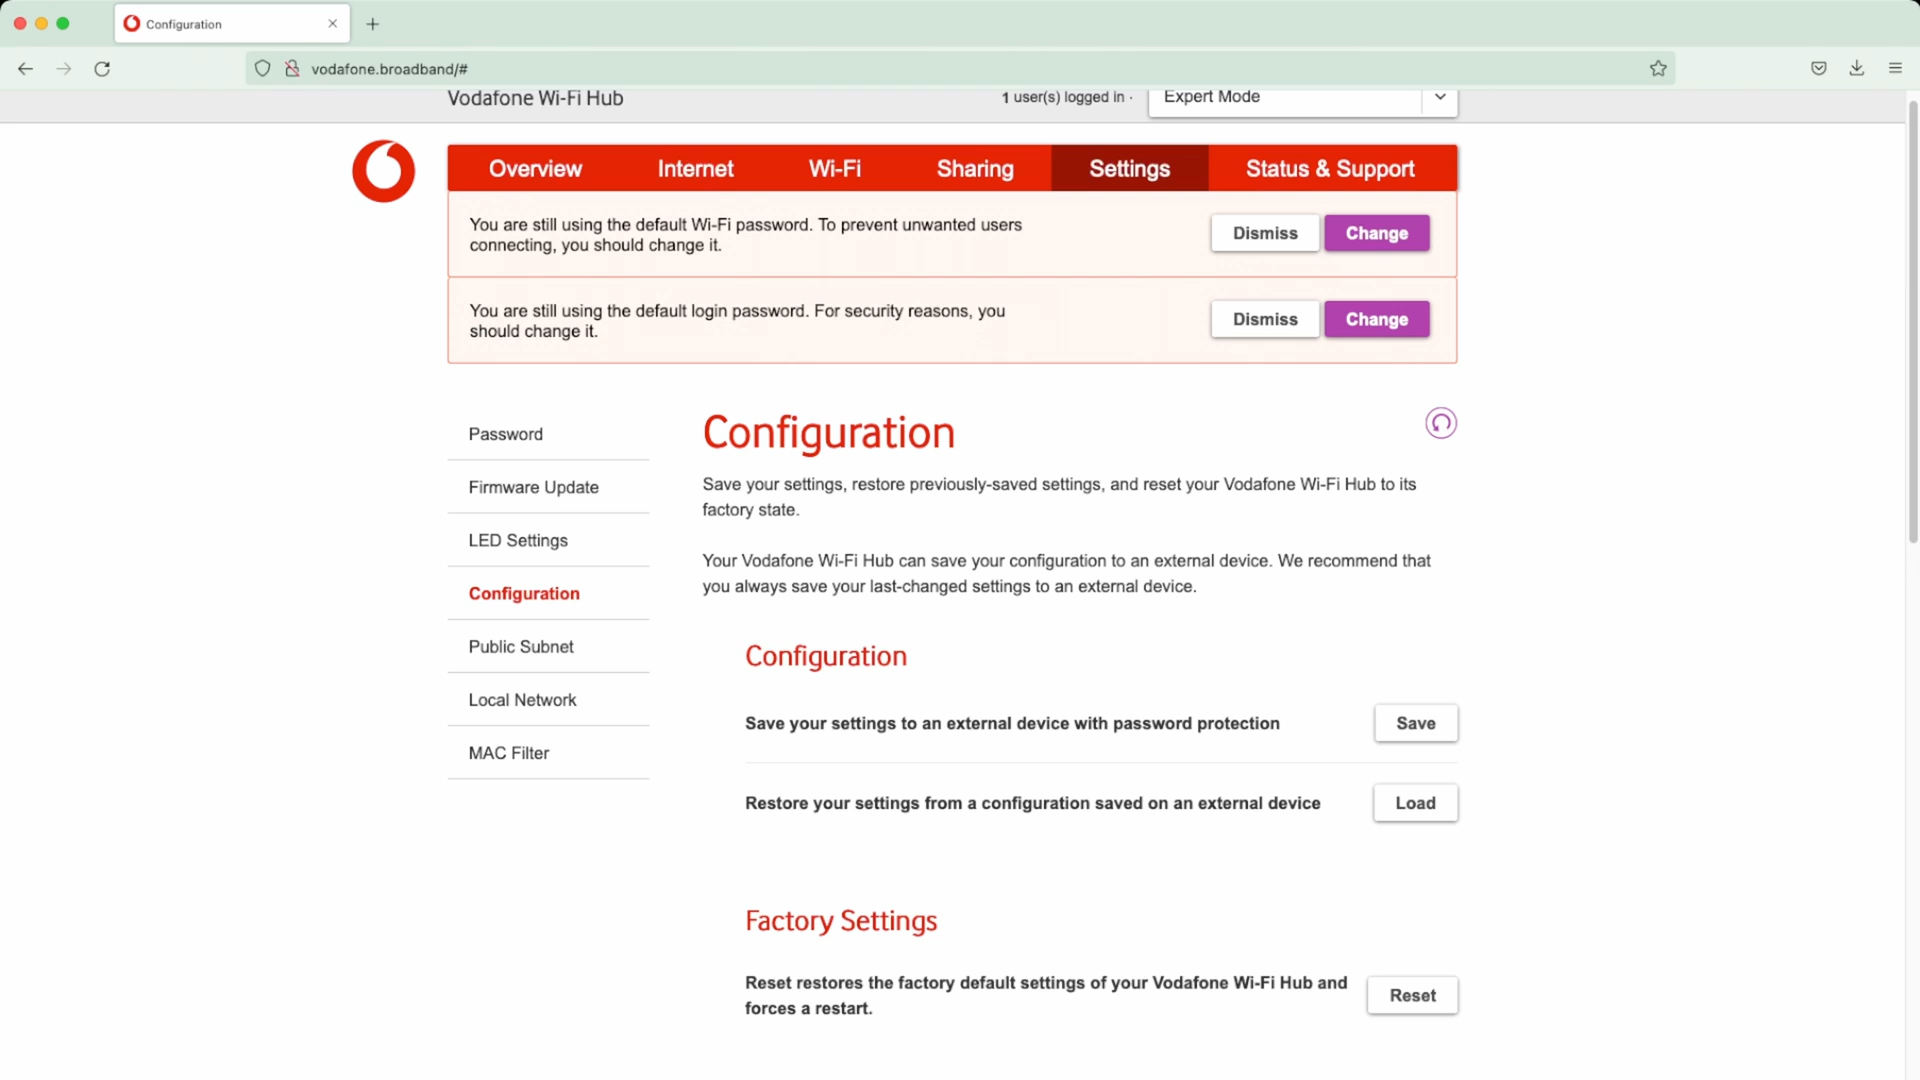 Configuration
vodafone.broadband/#
Vodafone Wi-Fi Hub
1 user(s) logged in ·
Expert Mode
Overview
Internet
Wi-Fi
Sharing
Settings
Status & Support
You are still using the default Wi-Fi password. To prevent unwanted users
connecting, you should change it.
Dismiss
Change
You are still using the default login password. For security reasons, you
should change it.
Dismiss
Change
Password
Firmware Update
LED Settings
Configuration
Public Subnet
Local Network
MAC Filter
Configuration
Save your settings, restore previously-saved settings, and reset your Vodafone Wi-Fi Hub to its
factory state.
Your Vodafone Wi-Fi Hub can save your configuration to an external device. We recommend that
you always save your last-changed settings to an external device.
Configuration
Save your settings to an external device with password protection
Save
Restore your settings from a configuration saved on an external device
Load
Factory Settings
Reset restores the factory default settings of your Vodafone Wi-Fi Hub and
forces a restart.
Reset